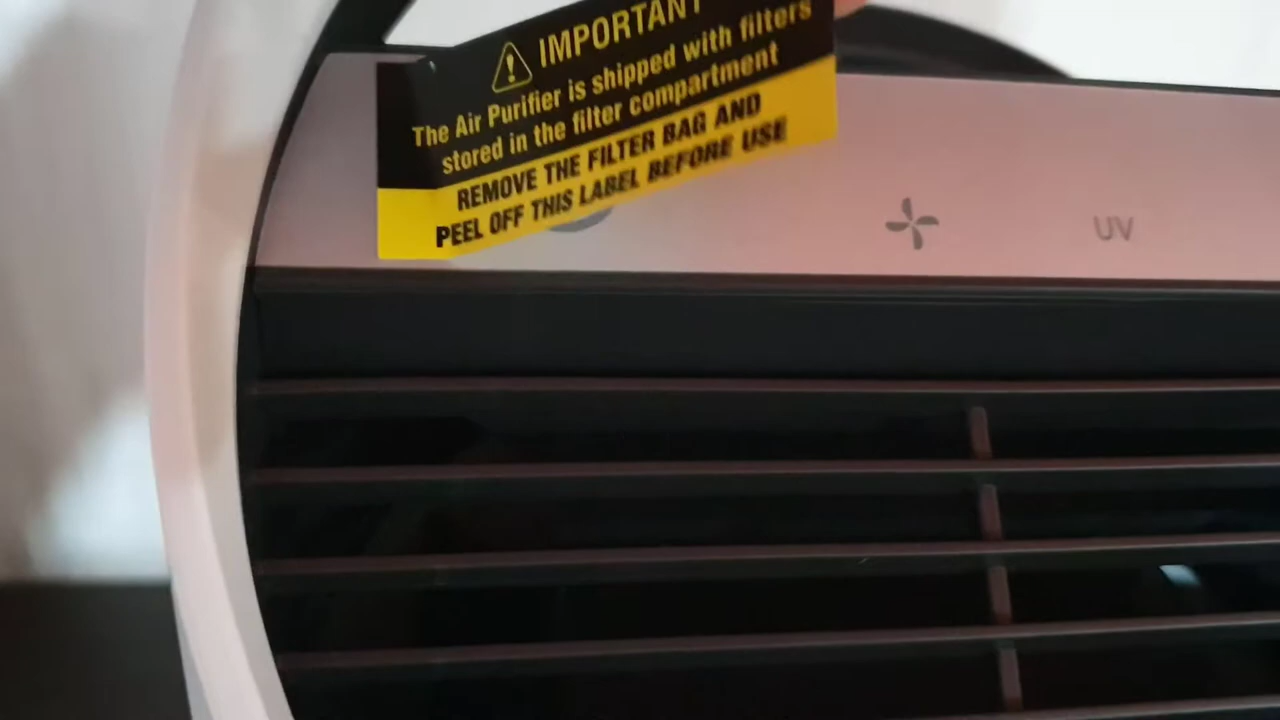 IMPORTANT
The Air Purifier is shipped with filters
stored in the filter compartment
REMOVE THE FILTER BAG AND
PEEL OFF THIS LABEL BEFORE USE
UV